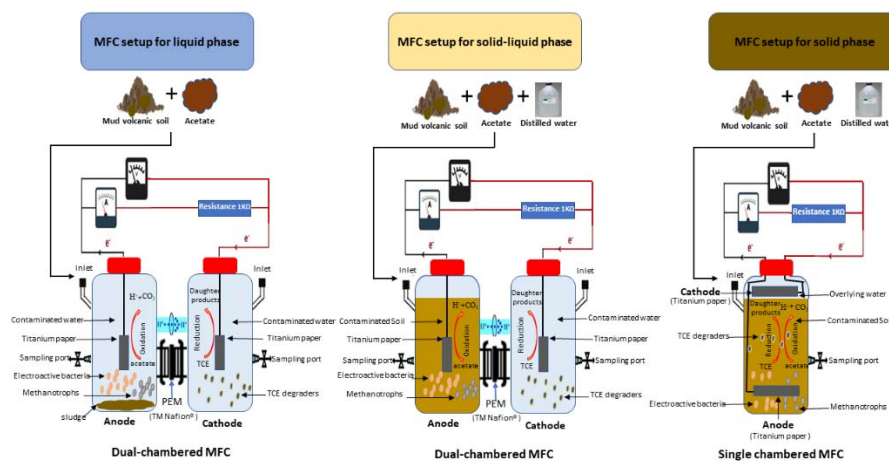 MFC setup for liquid phase
Mud volcanic soil
+
Acetate
V
A
Resistance 1KΩ
e⁻
e⁻
Inlet
Inlet
H⁺+CO₂
Daughter products
Contaminated water
H⁺
H⁺
Contaminated water
Oxidation
Reduction
Titanium paper
Titanium paper
Sampling port
Sampling port
acetate
TCE
Electroactive bacteria
Methanotrophs
TCE degraders
sludge
PEM
(TM Nafion®)
Anode
Cathode
Dual-chambered MFC
MFC setup for solid-liquid phase
Mud volcanic soil
+
Acetate
+
Distilled water
V
A
Resistance 1KΩ
e⁻
e⁻
Inlet
Inlet
H⁺+CO₂
Daughter products
Contaminated Soil
H⁺
H⁺
Contaminated water
Oxidation
Reduction
Titanium paper
Titanium paper
Sampling port
Sampling port
acetate
TCE
Electroactive bacteria
Methanotrophs
TCE degraders
PEM
(TM Nafion®)
Anode
Cathode
Dual-chambered MFC
MFC setup for solid phase
Mud volcanic soil
+
Acetate
Distilled wate
V
A
Resistance 1KΩ
e⁻
e⁻
Inlet
Cathode
(Titanium paper)
Overlying water
Daughter products
H⁺+ CO₂
Contaminated Soil
TCE degraders
Reduction
Oxidation
Sampling port
TCE
acetate
Electroactive bacteria
Methanotrophs
Anode
(Titanium paper)
Single chambered MFC